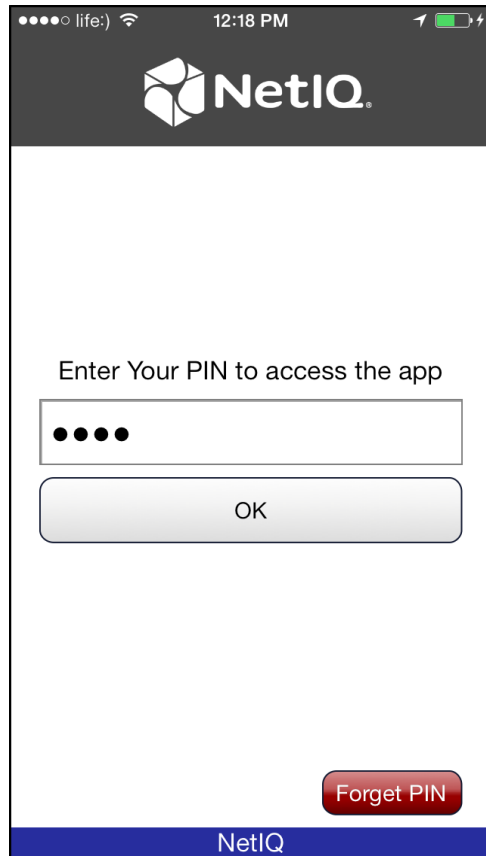 life:) 12:18 PM
NetIQ.
Enter Your PIN to access the app
••••
OK
Forget PIN
NetIQ